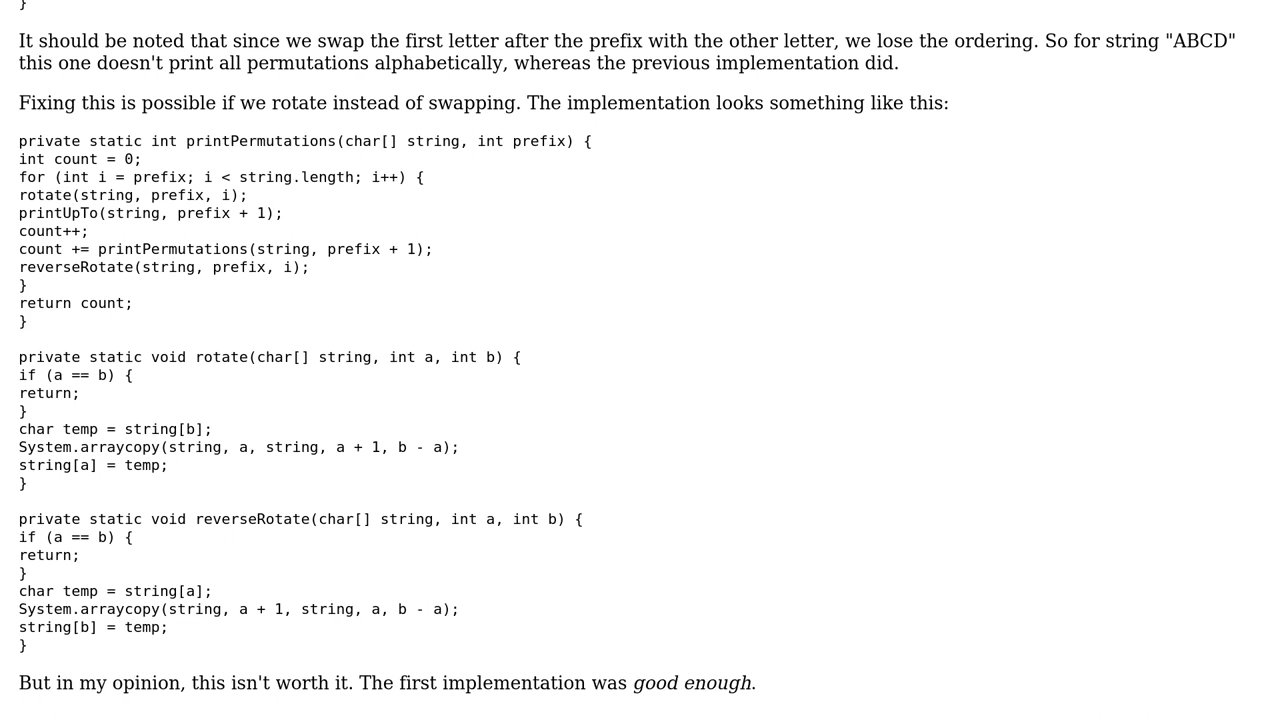 }
It should be noted that since we swap the first letter after the prefix with the other letter, we lose the ordering. So for string "ABCD"
this one doesn't print all permutations alphabetically, whereas the previous implementation did.
Fixing this is possible if we rotate instead of swapping. The implementation looks something like this:
private static int printPermutations(char[] string, int prefix) {
int count = 0;
for (int i = prefix; i < string.length; i++) {
rotate(string, prefix, i);
printUpTo(string, prefix + 1);
count++;
count += printPermutations(string, prefix + 1);
reverseRotate(string, prefix, i);
}
return count;
}
private static void rotate(char[] string, int a, int b) {
if (a == b) {
return;
}
char temp = string[b];
System.arraycopy(string, a, string, a + 1, b - a);
string[a] = temp;
}
private static void reverseRotate(char[] string, int a, int b) {
if (a == b) {
return;
}
char temp = string[a];
System.arraycopy(string, a + 1, string, a, b - a);
string[b] = temp;
}
But in my opinion, this isn't worth it. The first implementation was good enough.